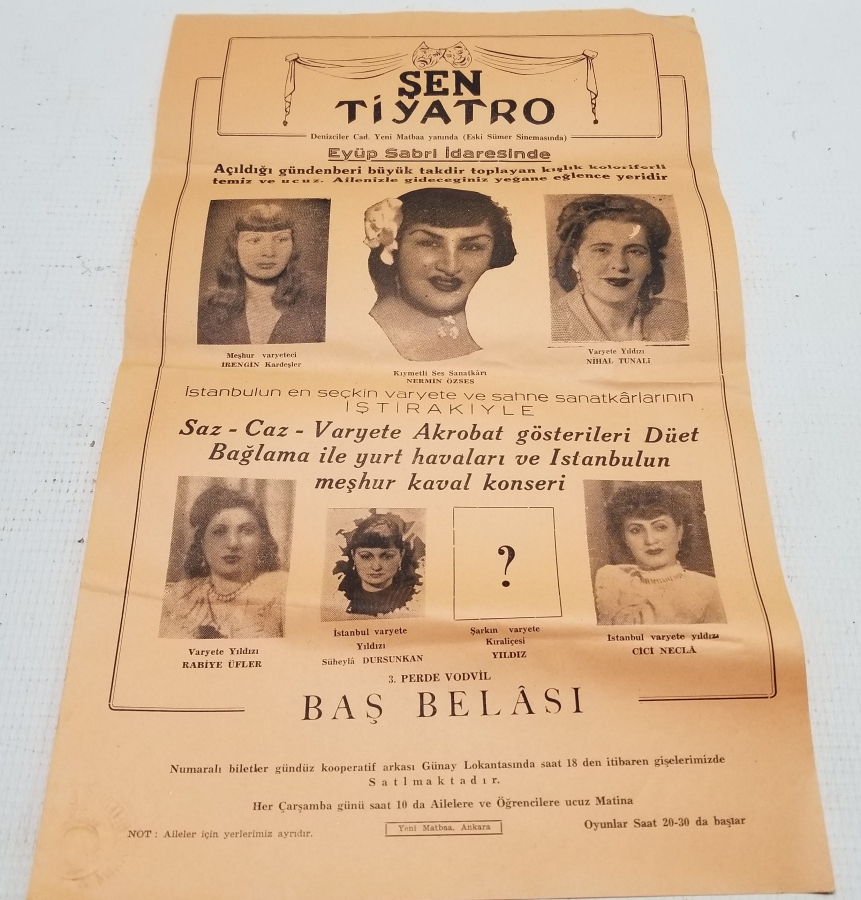 ŞEN
TİYATRO
Denizciler Cad. Yeni Matbaa yanında (Eski Sümer Sinemasında)
Eyüp Sabri İdaresinde
Açıldığı gündenberi büyük takdir toplayan kışlık koloriferli
temiz ve ucuz. Ailenizle gideceginiz yegane eğlence yeridir
Meşhur varyeteci
İRENGİN Kardeşler
Kıymetli Ses Sanatkârı
NERMİN ÖZSES
Varyete Yıldızı
NİHAL TUNALI
İstanbulun en seçkin varyete ve sahne sanatkârlarının
İŞTİRAKİYLE
Saz - Caz - Varyete Akrobat gösterileri Düet
Bağlama ile yurt havaları ve Istanbulun
meşhur kaval konseri
?
Varyete Yıldızı
RABİYE ÜFLER
İstanbul varyete
Yıldızı
Süheylâ DURSUNKAN
Şarkın varyete
Kıraliçesi
YILDIZ
Istanbul varyete yıldızı
CİCİ NECLÂ
3. PERDE VODVİL
BAŞ BELÂSI
Numaralı biletler gündüz kooperatif arkası Günay Lokantasında saat 18 den itibaren gişelerimizde
Satlmaktadır.
Her Çarşamba günü saat 10 da Ailelere ve Öğrencilere ucuz Matina
NOT : Aileler için yerlerimiz ayrıdır.
Yeni Matbaa, Ankara
Oyunlar Saat 20-30 da başlar